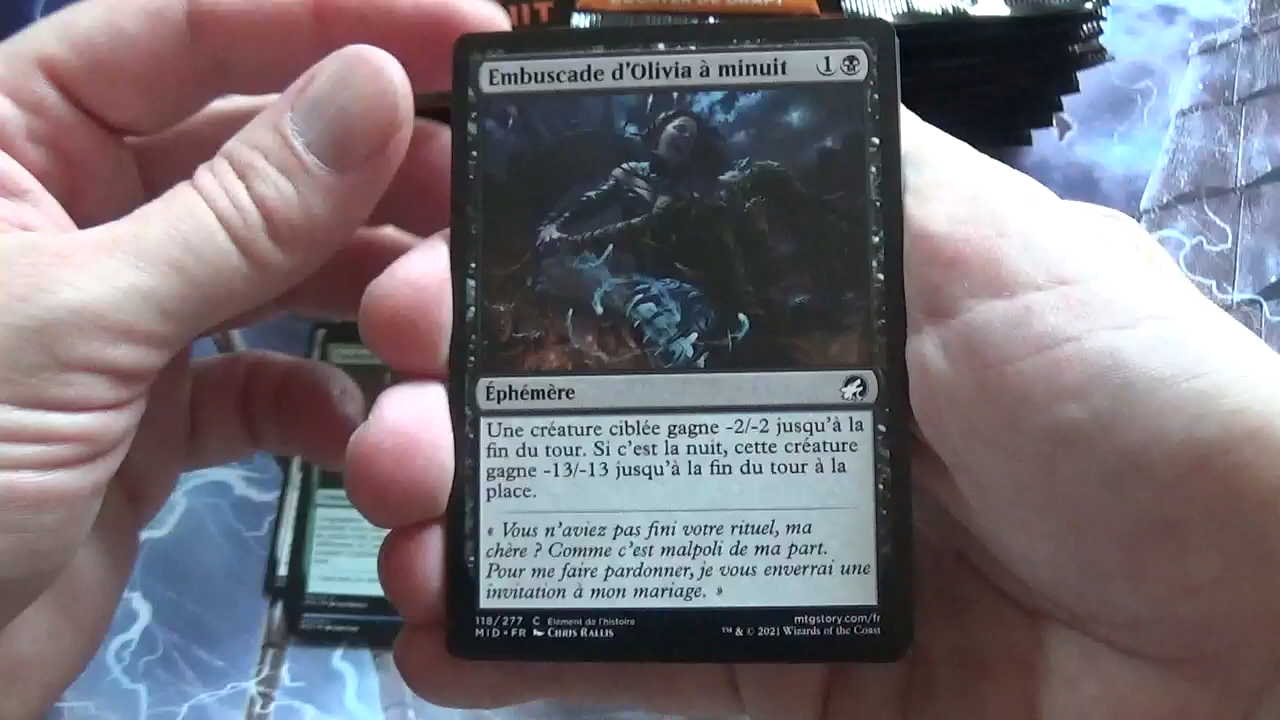 Embuscade d'Olivia à minuit 1
Éphémère
Une créature ciblée gagne -2/-2 jusqu'à la
fin du tour. Si c'est la nuit, cette créature
gagne -13/-13 jusqu'à la fin du tour à la
place.
« Vous n'aviez pas fini votre rituel, ma
chère ? Comme c'est malpoli de ma part.
Pour me faire pardonner, je vous enverrai une
invitation à mon mariage. »
118/277 C Élément de l'histoire
mtgstory.com/fr
MID • FR Chris Rallis
™ & © 2021 Wizards of the Coast